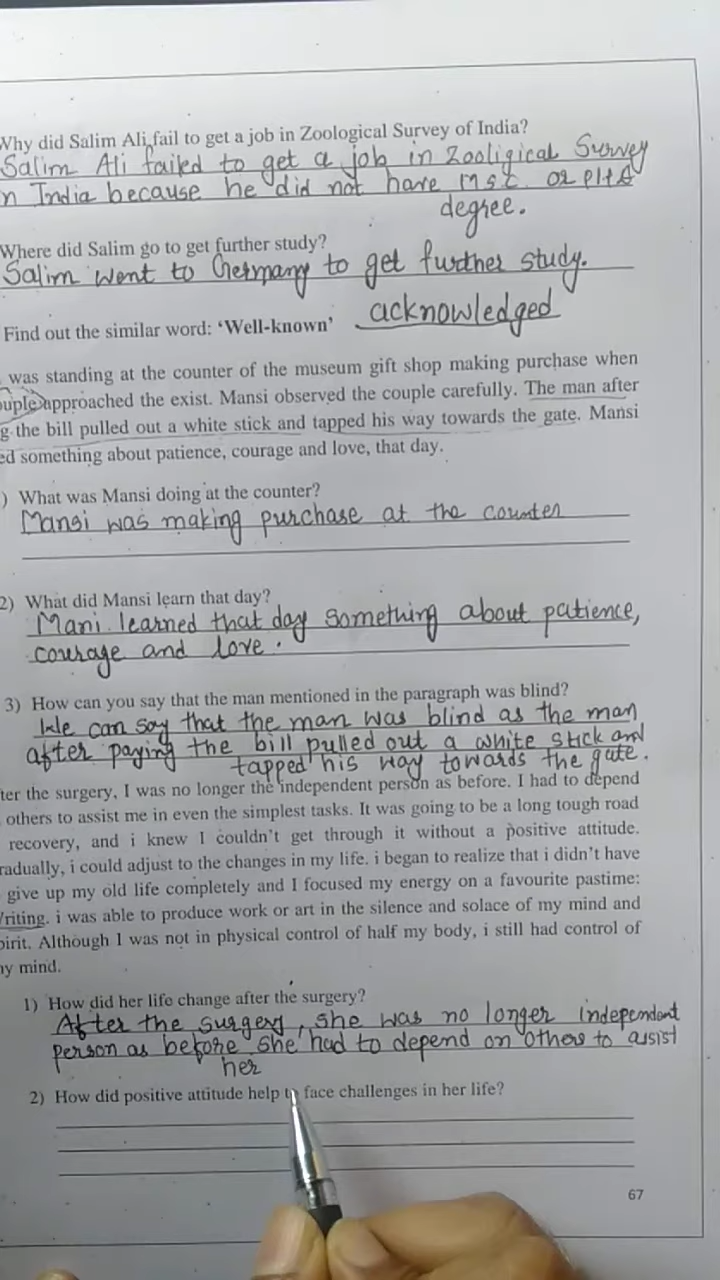 Why did Salim Ali fail to get a job in Zoological Survey of India?
Salim Ali failed to get a job in Zooligical Survey
n India because he did not have M.S.C. or PHD
degree.
Where did Salim go to get further study?
Salim went to Germany to get further study.
Find out the similar word: 'Well-known' acknowledged
was standing at the counter of the museum gift shop making purchase when
ouple approached the exist. Mansi observed the couple carefully. The man after
g the bill pulled out a white stick and tapped his way towards the gate. Mansi
ed something about patience, courage and love, that day.
) What was Mansi doing at the counter?
Mansi was making purchase at the counter
2) What did Mansi learn that day?
Mani learned that day something about patience,
courage and love.
3) How can you say that the man mentioned in the paragraph was blind?
We can say that the man was blind as the man
after paying the bill pulled out a white stick and
tapped his way towards the gate.
ter the surgery, I was no longer the independent person as before. I had to depend
others to assist me in even the simplest tasks. It was going to be a long tough road
recovery, and i knew I couldn't get through it without a positive attitude.
radually, i could adjust to the changes in my life. i began to realize that i didn't have
give up my old life completely and I focused my energy on a favourite pastime:
riting. i was able to produce work or art in the silence and solace of my mind and
pirit. Although I was not in physical control of half my body, i still had control of
y mind.
1) How did her life change after the surgery?
After the surgery, she was no longer independent
person as before she had to depend on others to assist
her
2) How did positive attitude help to face challenges in her life?
67